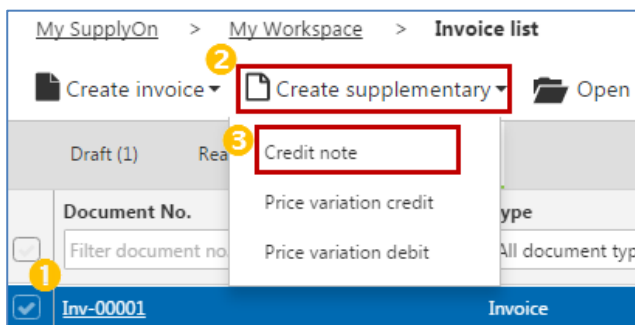 My SupplyOn > My Workspace > Invoice list
2
Create invoice Create supplementary Open
3
Draft (1) Rea Credit note
Document No. Price variation credit ype
Filter document no. Price variation debit All document typ
1
Inv-00001 Invoice